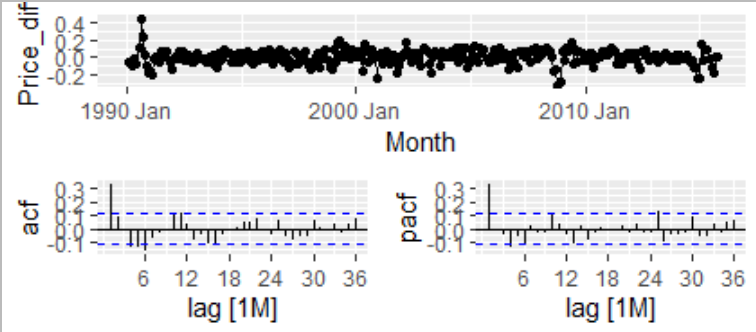 Price_dif
0.4
0.2
0.0
-0.2
1990 Jan 2000 Jan 2010 Jan
Month
acf
0.3
0.2
0.1
0.0
-0.1
6 12 18 24 30 36
lag [1M]
pacf
0.3
0.2
0.1
0.0
-0.1
6 12 18 24 30 36
lag [1M]